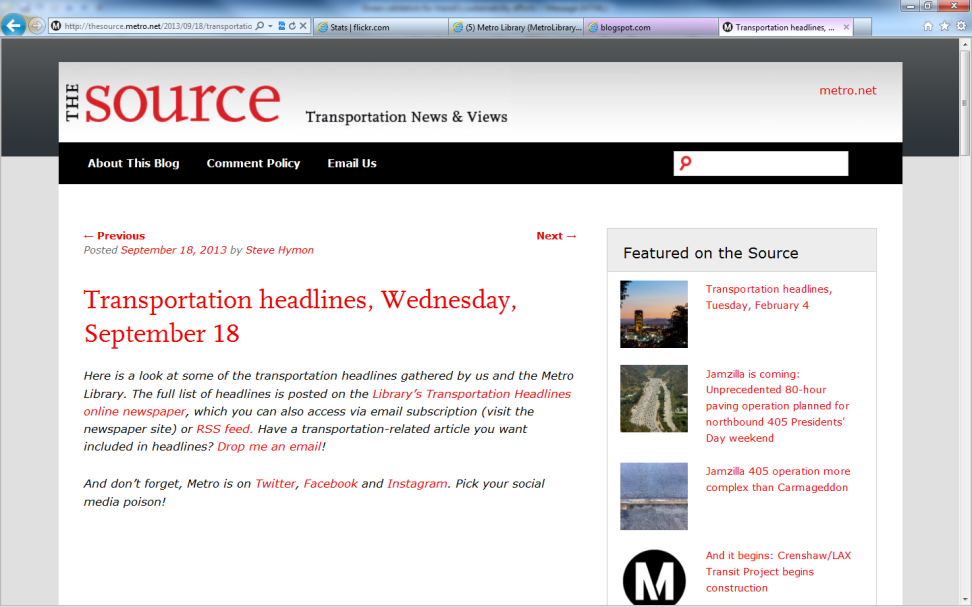 http://thesource.metro.net/2013/09/18/transportatio
Stats | flickr.com
(5) Metro Library (MetroLibrary...
blogspot.com
Transportation headlines, ...
THE source
Transportation News & Views
metro.net
About This Blog
Comment Policy
Email Us
← Previous
Next →
Posted September 18, 2013 by Steve Hymon
Transportation headlines, Wednesday,
September 18
Here is a look at some of the transportation headlines gathered by us and the Metro
Library. The full list of headlines is posted on the Library's Transportation Headlines
online newspaper, which you can also access via email subscription (visit the
newspaper site) or RSS feed. Have a transportation-related article you want
included in headlines? Drop me an email!
And don't forget, Metro is on Twitter, Facebook and Instagram. Pick your social
media poison!
Featured on the Source
Transportation headlines,
Tuesday, February 4
Jamzilla is coming:
Unprecedented 80-hour
paving operation planned for
northbound 405 Presidents'
Day weekend
Jamzilla 405 operation more
complex than Carmageddon
M
And it begins: Crenshaw/LAX
Transit Project begins
construction